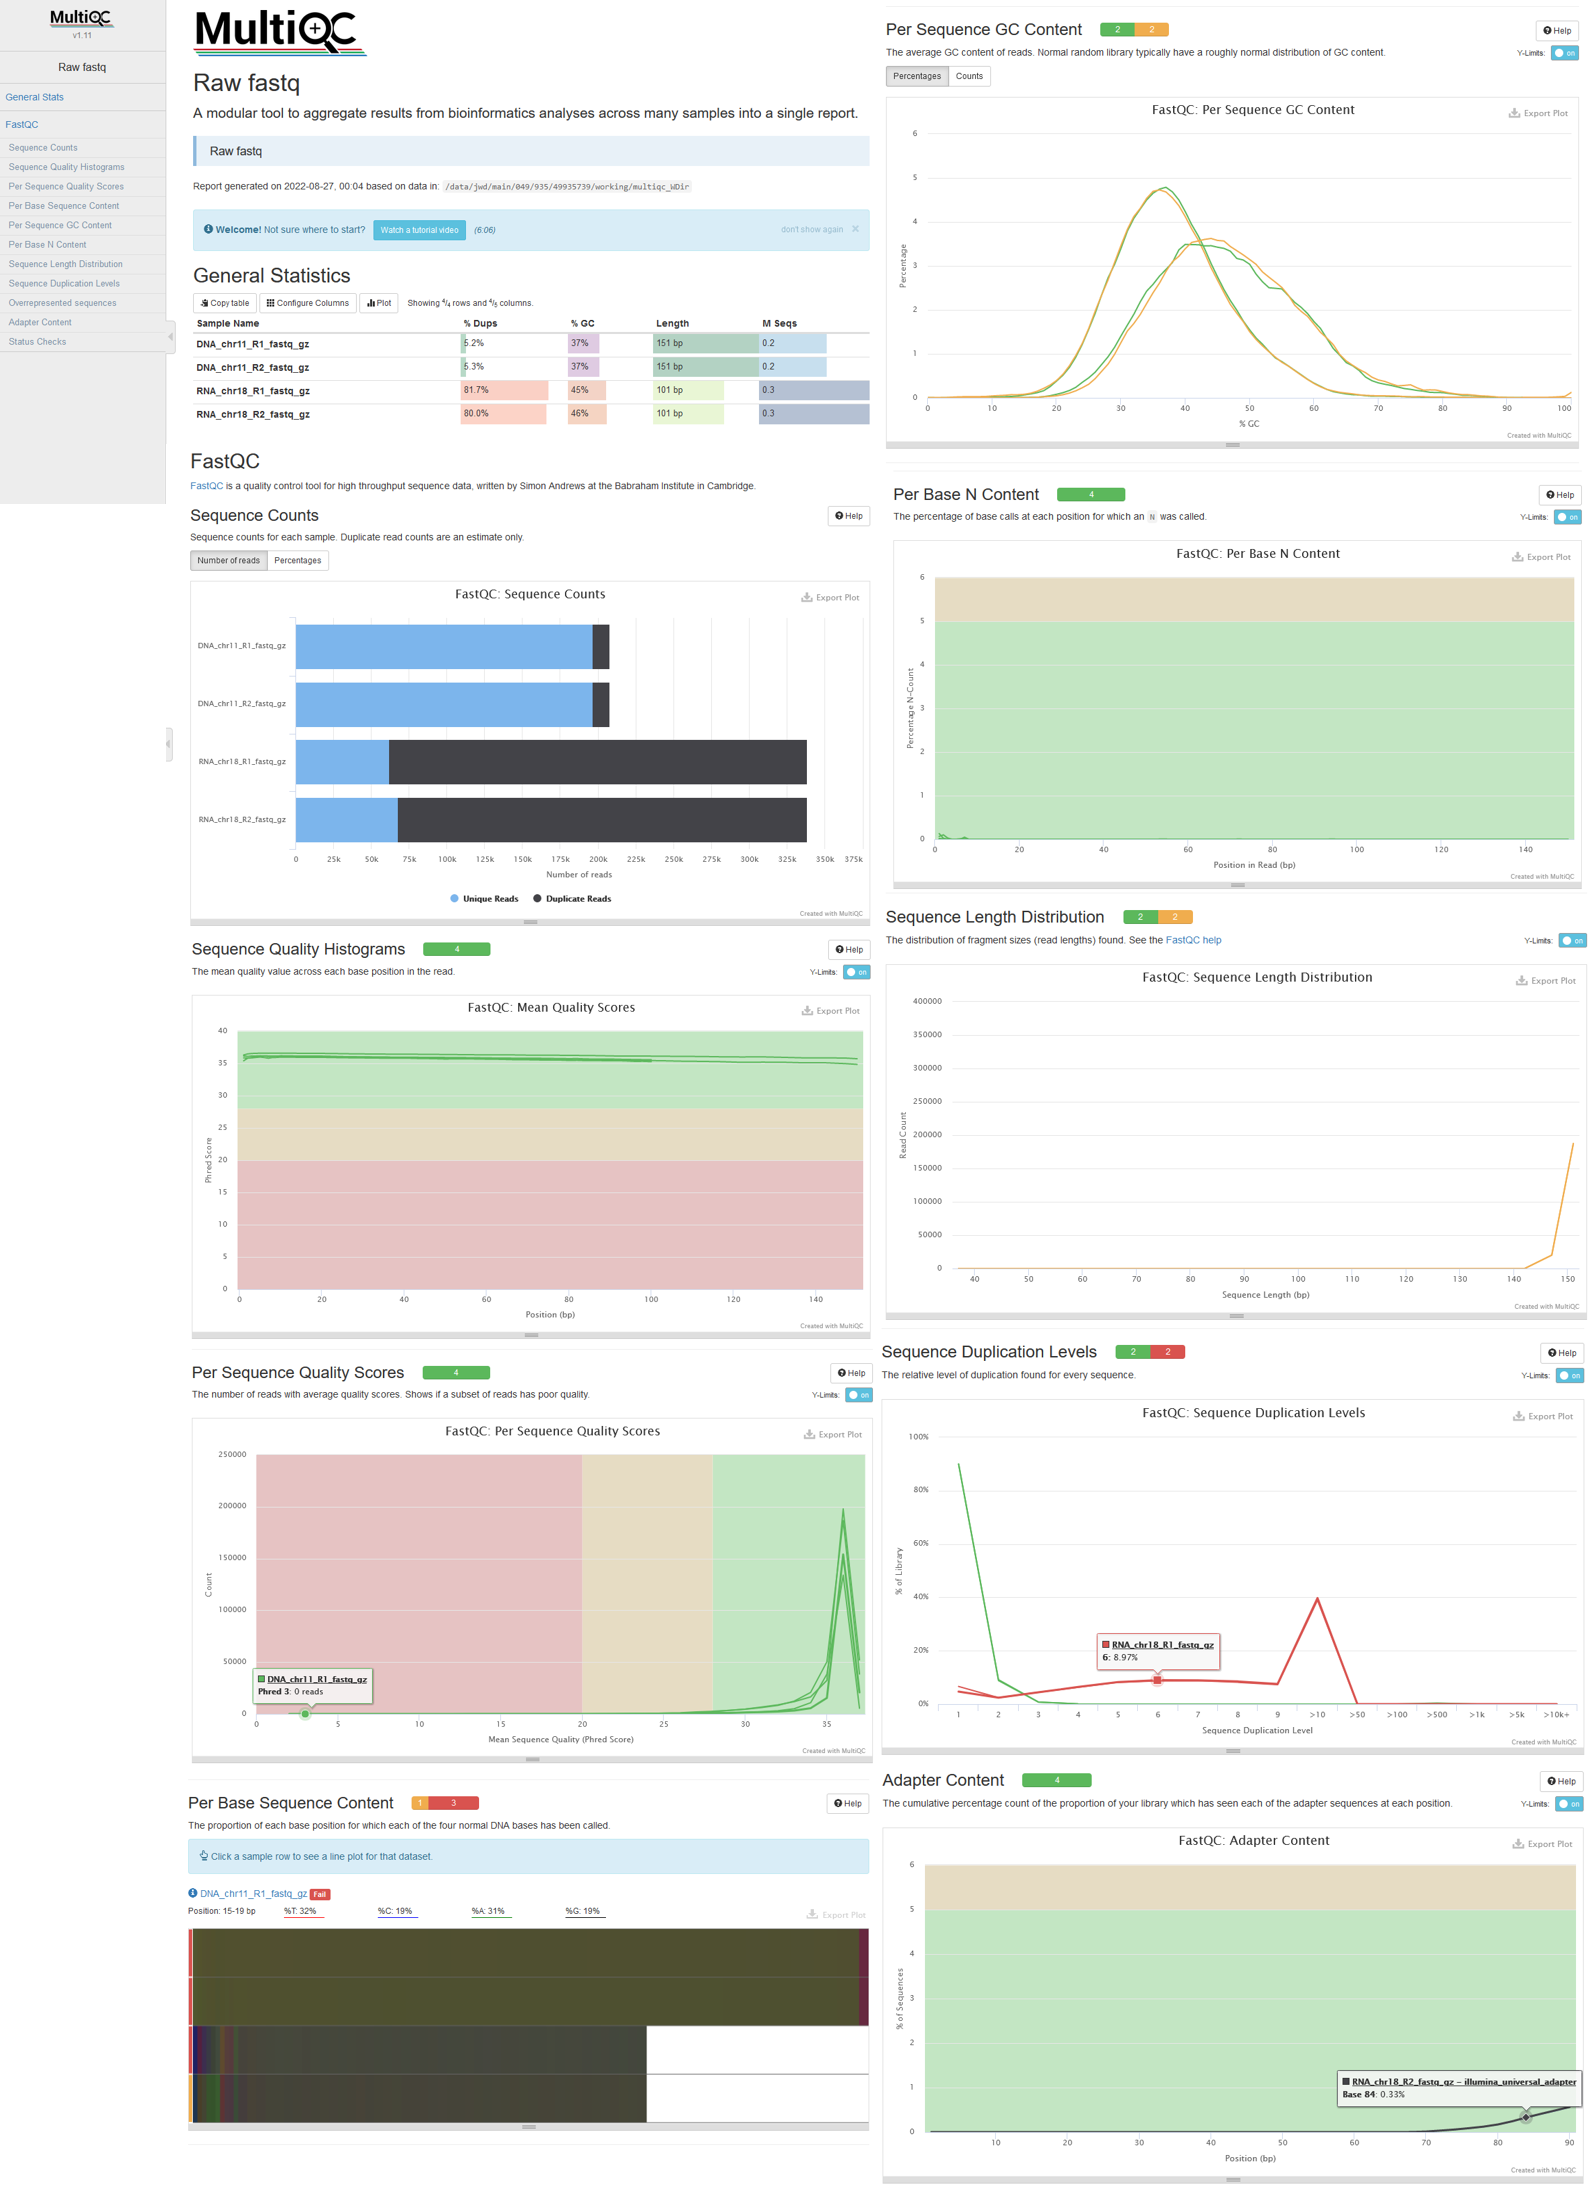 MultiQC
v1.11
Raw fastq
General Stats
FastQC
Sequence Counts
Sequence Quality Histograms
Per Sequence Quality Scores
Per Base Sequence Content
Per Sequence GC Content
Per Base N Content
Sequence Length Distribution
Sequence Duplication Levels
Overrepresented sequences
Adapter Content
Status Checks
MultiQC
Raw fastq
A modular tool to aggregate results from bioinformatics analyses across many samples into a single report.
Raw fastq
Report generated on 2022-08-27, 00:04 based on data in: /data/jwd/main/049/935/49935739/working/multiqc_WDir
Welcome! Not sure where to start? Watch a tutorial video (6:06) don't show again ×
General Statistics
Copy table Configure Columns Plot Showing 4/4 rows and 4/5 columns.
Sample Name % Dups % GC Length M Seqs
DNA_chr11_R1_fastq_gz 5.2% 37% 151 bp 0.2
DNA_chr11_R2_fastq_gz 5.3% 37% 151 bp 0.2
RNA_chr18_R1_fastq_gz 81.7% 45% 101 bp 0.3
RNA_chr18_R2_fastq_gz 80.0% 46% 101 bp 0.3
FastQC
FastQC is a quality control tool for high throughput sequence data, written by Simon Andrews at the Babraham Institute in Cambridge.
Sequence Counts Help
Sequence counts for each sample. Duplicate read counts are an estimate only.
Number of reads Percentages
FastQC: Sequence Counts
Export Plot
DNA_chr11_R1_fastq_gz
DNA_chr11_R2_fastq_gz
RNA_chr18_R1_fastq_gz
RNA_chr18_R2_fastq_gz
0 25k 50k 75k 100k 125k 150k 175k 200k 225k 250k 275k 300k 325k 350k 375k
Number of reads
Unique Reads Duplicate Reads
Created with MultiQC
Sequence Quality Histograms 4 Help
The mean quality value across each base position in the read. Y-Limits: on
FastQC: Mean Quality Scores
Export Plot
Phred Score
40
35
30
25
20
15
10
5
0
0 20 40 60 80 100 120 140
Position (bp)
Created with MultiQC
Per Sequence Quality Scores 4 Help
The number of reads with average quality scores. Shows if a subset of reads has poor quality. Y-Limits: on
FastQC: Per Sequence Quality Scores
Export Plot
Count
250000
200000
150000
100000
50000
0
DNA_chr11_R1_fastq_gz
Phred 3: 0 reads
0 5 10 15 20 25 30 35
Mean Sequence Quality (Phred Score)
Created with MultiQC
Per Base Sequence Content 1 3 Help
The proportion of each base position for which each of the four normal DNA bases has been called.
Click a sample row to see a line plot for that dataset.
DNA_chr11_R1_fastq_gz Fail
Position: 15-19 bp %T: 32% %C: 19% %A: 31% %G: 19% Export Plot
Per Sequence GC Content 2 2 Help
The average GC content of reads. Normal random library typically have a roughly normal distribution of GC content. Y-Limits: on
Percentages Counts
FastQC: Per Sequence GC Content
Export Plot
Percentage
6
5
4
3
2
1
0
0 10 20 30 40 50 60 70 80 90 100
% GC
Created with MultiQC
Per Base N Content 4 Help
The percentage of base calls at each position for which an N was called. Y-Limits: on
FastQC: Per Base N Content
Export Plot
Percentage N-Count
6
5
4
3
2
1
0
0 20 40 60 80 100 120 140
Position in Read (bp)
Created with MultiQC
Sequence Length Distribution 2 2
The distribution of fragment sizes (read lengths) found. See the FastQC help Y-Limits: on
FastQC: Sequence Length Distribution
Export Plot
Read Count
400000
350000
300000
250000
200000
150000
100000
50000
0
40 50 60 70 80 90 100 110 120 130 140 150
Sequence Length (bp)
Created with MultiQC
Sequence Duplication Levels 2 2 Help
The relative level of duplication found for every sequence. Y-Limits: on
FastQC: Sequence Duplication Levels
Export Plot
% of Library
100%
80%
60%
40%
20%
0%
RNA_chr18_R1_fastq_gz
6: 8.97%
1 2 3 4 5 6 7 8 9 >10 >50 >100 >500 >1k >5k >10k+
Sequence Duplication Level
Created with MultiQC
Adapter Content 4 Help
The cumulative percentage count of the proportion of your library which has seen each of the adapter sequences at each position. Y-Limits: on
FastQC: Adapter Content
Export Plot
% of Sequences
6
5
4
3
2
1
0
RNA_chr18_R2_fastq_gz - illumina_universal_adapter
Base 84: 0.33%
10 20 30 40 50 60 70 80 90
Position (bp)
Created with MultiQC